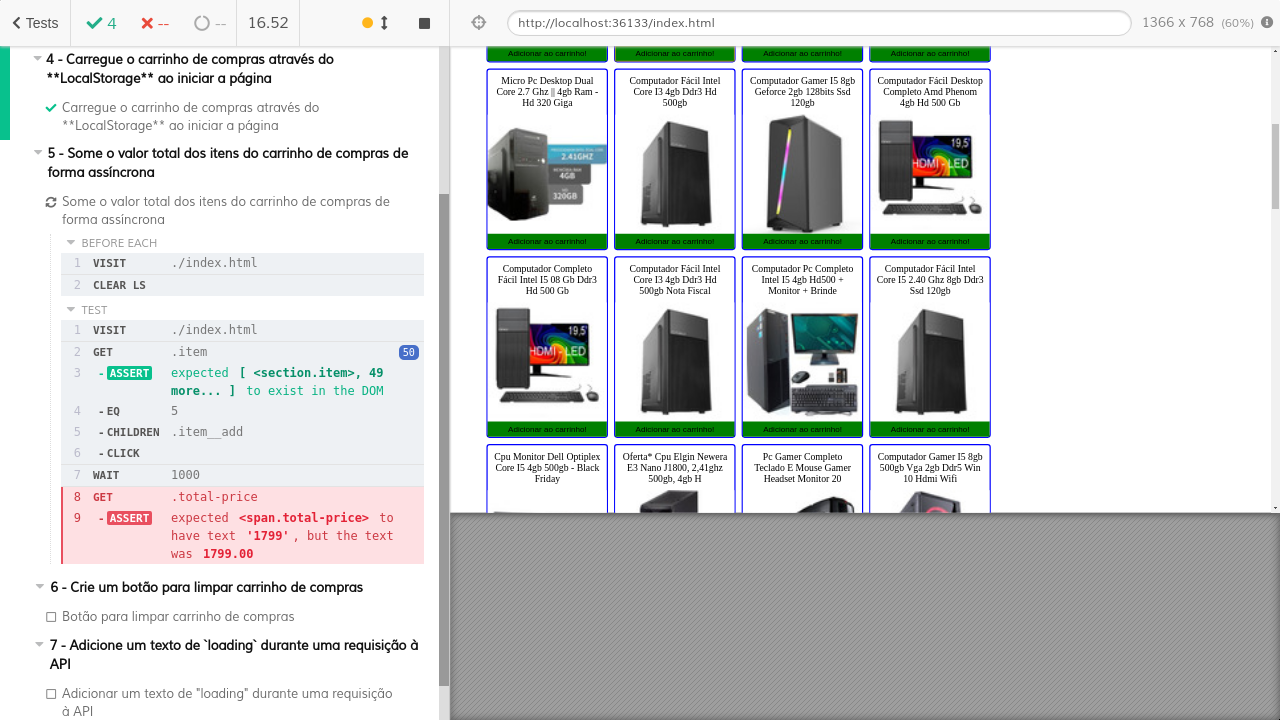 Tests
4
--
--
16.52
http://localhost:36133/index.html
1366 x 768 (60%)
4 - Carregue o carrinho de compras através do
**LocalStorage** ao iniciar a página
Carregue o carrinho de compras através do
**LocalStorage** ao iniciar a página
5 - Some o valor total dos itens do carrinho de compras de
forma assíncrona
Some o valor total dos itens do carrinho de compras de
forma assíncrona
BEFORE EACH
1 VISIT ./index.html
2 CLEAR LS
TEST
1 VISIT ./index.html
2 GET .item 50
3 -ASSERT expected [ <section.item>, 49
more... ] to exist in the DOM
4 -EQ 5
5 -CHILDREN .item__add
6 -CLICK
7 WAIT 1000
8 GET .total-price
9 -ASSERT expected <span.total-price> to
have text '1799', but the text
was 1799.00
6 - Crie um botão para limpar carrinho de compras
Botão para limpar carrinho de compras
7 - Adicione um texto de `loading` durante uma requisição à
API
Adicionar um texto de "loading" durante uma requisição
à API
Adicionar ao carrinho! Adicionar ao carrinho! Adicionar ao carrinho! Adicionar ao carrinho!
Micro Pc Desktop Dual
Core 2.7 Ghz || 4gb Ram -
Hd 320 Giga
2.41GHZ
4GB
320GB
Adicionar ao carrinho!
Computador Fácil Intel
Core I3 4gb Ddr3 Hd
500gb
Adicionar ao carrinho!
Computador Gamer I5 8gb
Geforce 2gb 128bits Ssd
120gb
Adicionar ao carrinho!
Computador Fácil Desktop
Completo Amd Phenom
4gb Hd 500 Gb
19,5'
HDMI - LED
Adicionar ao carrinho!
Computador Completo
Fácil Intel I5 08 Gb Ddr3
Hd 500 Gb
19,5'
HDMI - LED
Adicionar ao carrinho!
Computador Fácil Intel
Core I3 4gb Ddr3 Hd
500gb Nota Fiscal
Adicionar ao carrinho!
Computador Pc Completo
Intel I5 4gb Hd500 +
Monitor + Brinde
Adicionar ao carrinho!
Computador Fácil Intel
Core I5 2.40 Ghz 8gb Ddr3
Ssd 120gb
Adicionar ao carrinho!
Cpu Monitor Dell Optiplex
Core I5 4gb 500gb - Black
Friday
Oferta* Cpu Elgin Newera
E3 Nano J1800, 2,41ghz
500gb, 4gb H
Pc Gamer Completo
Teclado E Mouse Gamer
Headset Monitor 20
Computador Gamer I5 8gb
500gb Vga 2gb Ddr5 Win
10 Hdmi Wifi